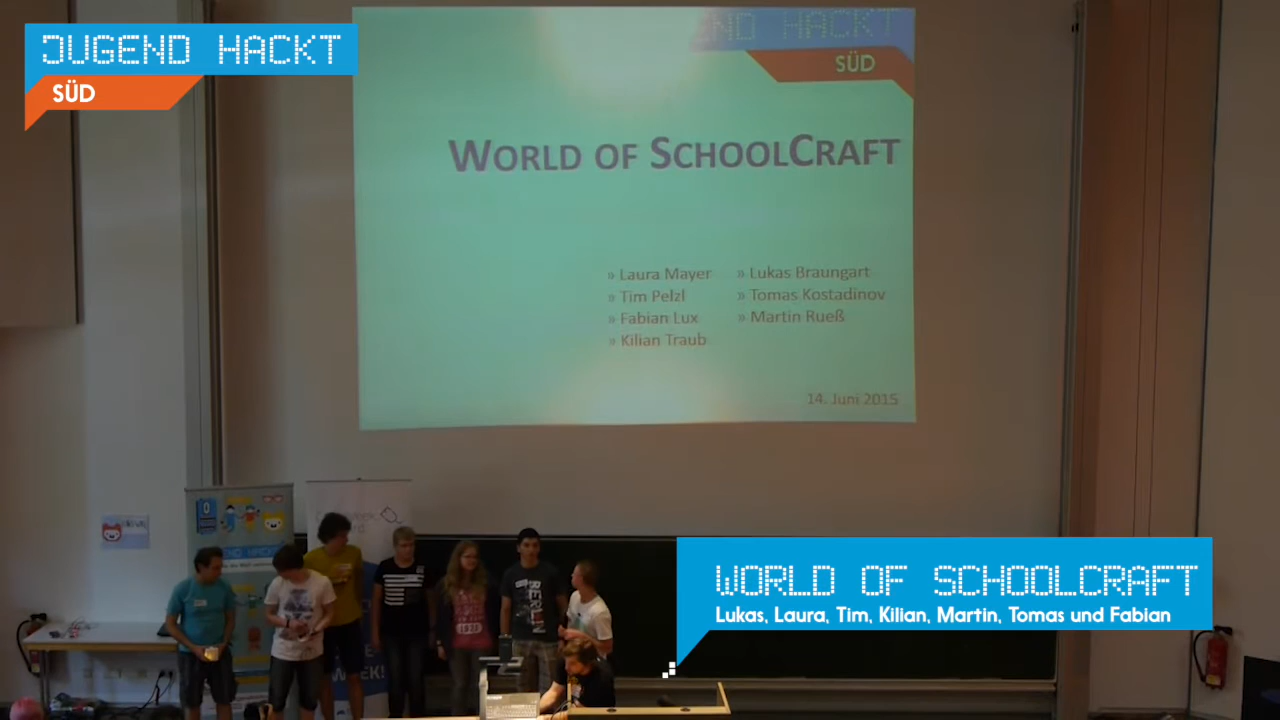 JUGEND HACKT
SÜD
END HACKT
SÜD
WORLD OF SCHOOLCRAFT
» Laura Mayer
» Tim Pelzl
» Fabian Lux
» Kilian Traub
» Lukas Braungart
» Tomas Kostadinov
» Martin Rueß
14. Juni 2015
BERLIN
WORLD OF SCHOOLCRAFT
Lukas, Laura, Tim, Kilian, Martin, Tomas und Fabian